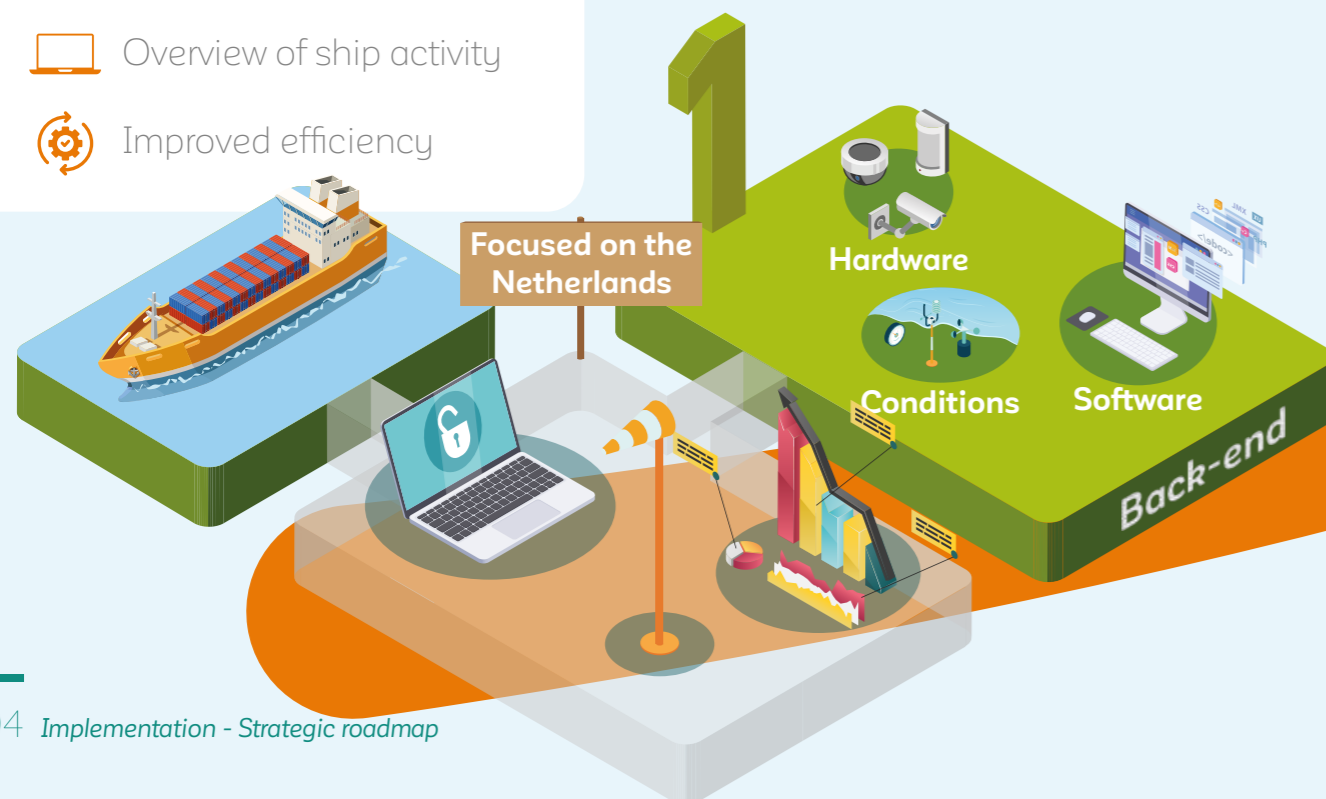 Overview of ship activity
Improved efficiency
1
Focused on the
Netherlands
Hardware
Conditions
Software
Back-end
4 Implementation - Strategic roadmap